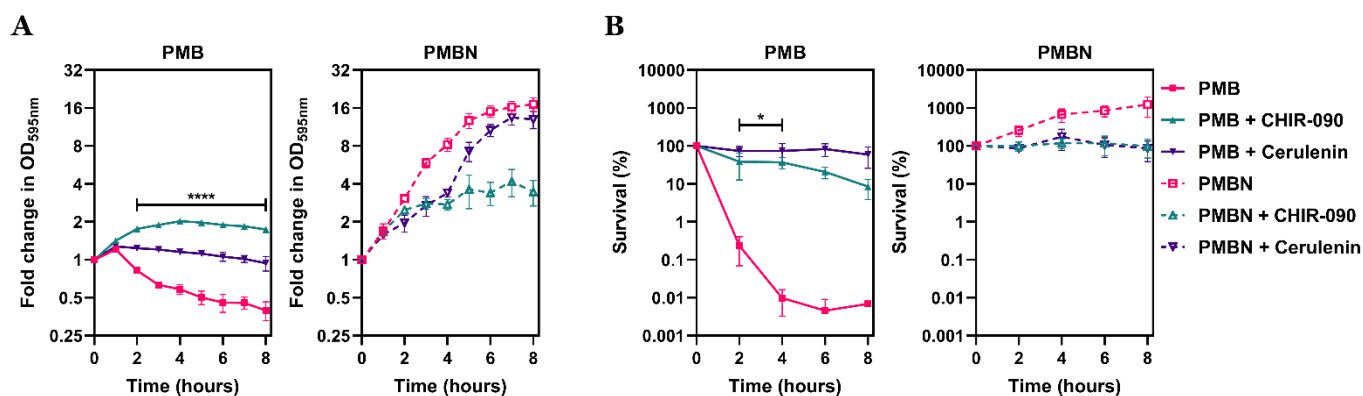 A
PMB
32
16
8
4
2
1
0.5
0.25
Fold change in OD595nm
****
0 2 4 6 8
Time (hours)
PMBN
32
16
8
4
2
1
0.5
0.25
Fold change in OD595nm
0 2 4 6 8
Time (hours)
B
PMB
10000
1000
100
10
1
0.1
0.01
0.001
Survival (%)
*
0 2 4 6 8
Time (hours)
PMBN
10000
1000
100
10
1
0.1
0.01
0.001
Survival (%)
0 2 4 6 8
Time (hours)
PMB
PMB + CHIR-090
PMB + Cerulenin
PMBN
PMBN + CHIR-090
PMBN + Cerulenin